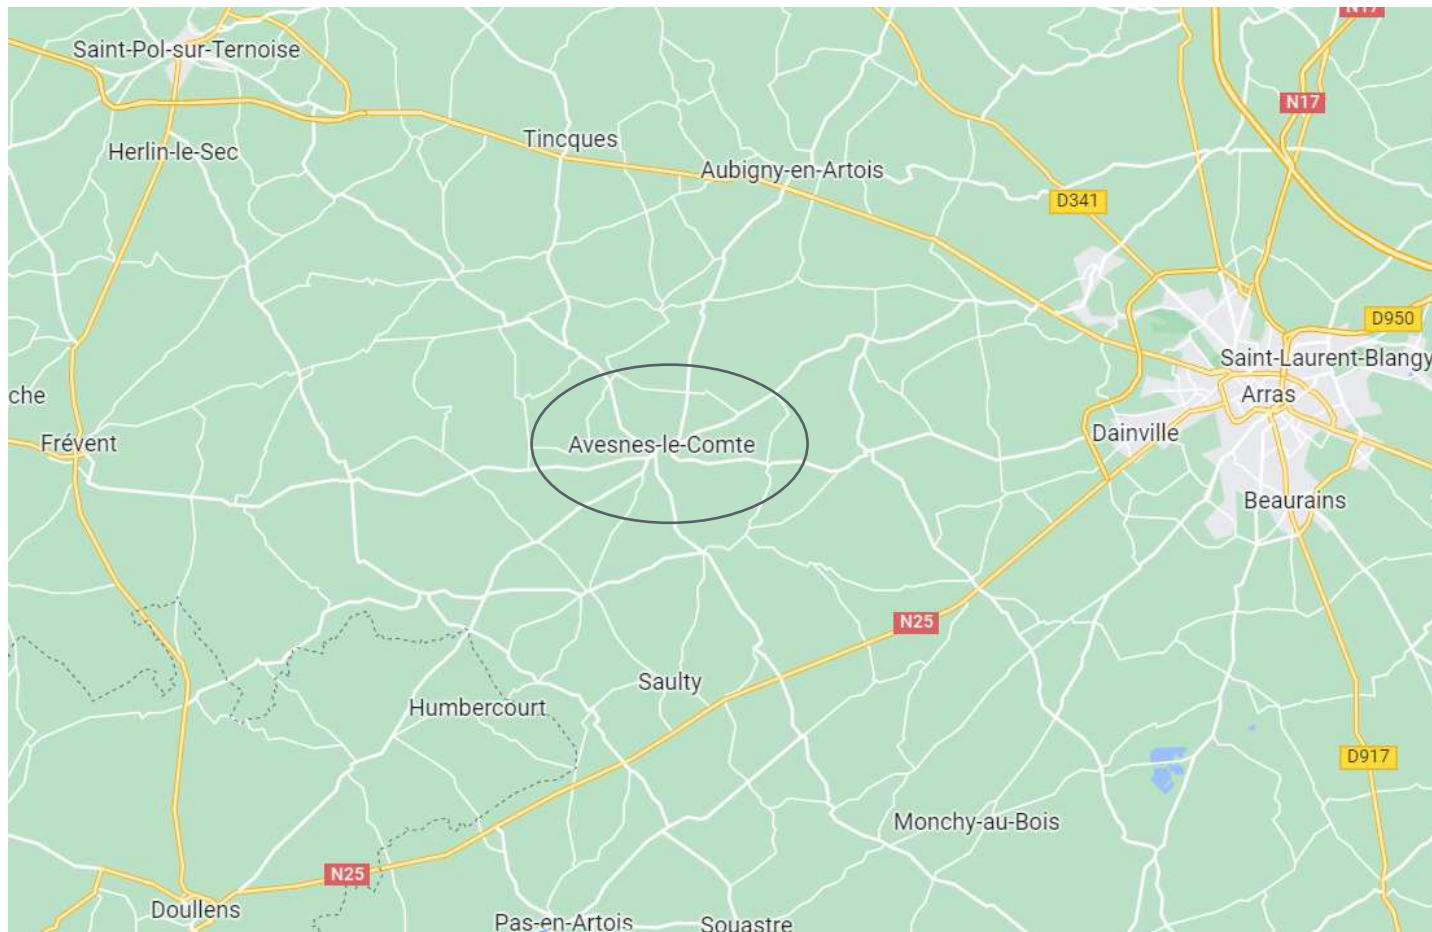 N17
Saint-Pol-sur-Ternoise
N17
Tincques
Herlin-le-Sec
Aubigny-en-Artois
D341
D950
Saint-Laurent-Blangy
che
Arras
Dainville
Frévent
Avesnes-le-Comte
Beaurains
N25
Saulty
Humbercourt
D917
Monchy-au-Bois
N25
Doullens
Pas-en-Artois
Souastre